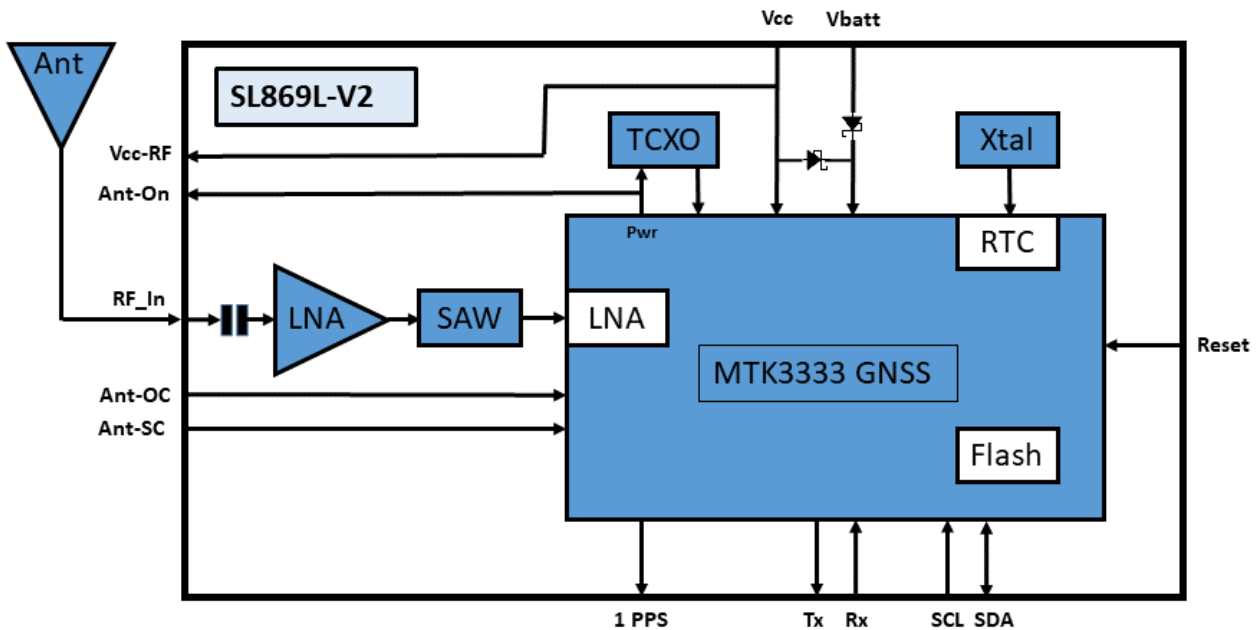 Vcc
Vbatt
Ant
SL869L-V2
TCXO
Xtal
Vcc-RF
Ant-On
Pwr
RTC
RF_In
LNA
SAW
LNA
MTK3333 GNSS
Reset
Ant-OC
Ant-SC
Flash
1 PPS
Tx
Rx
SCL
SDA